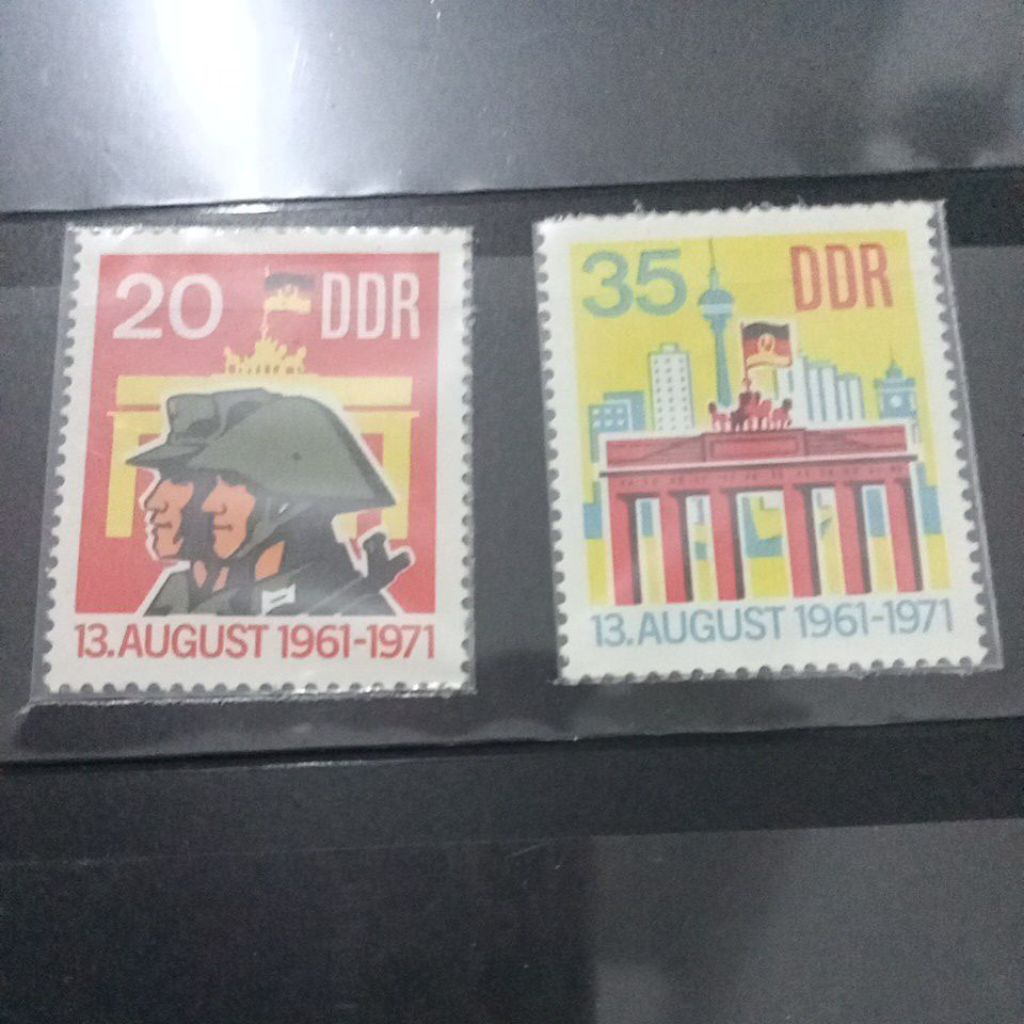 20 DDR
13. AUGUST 1961-1971
35 DDR
13. AUGUST 1961-1971